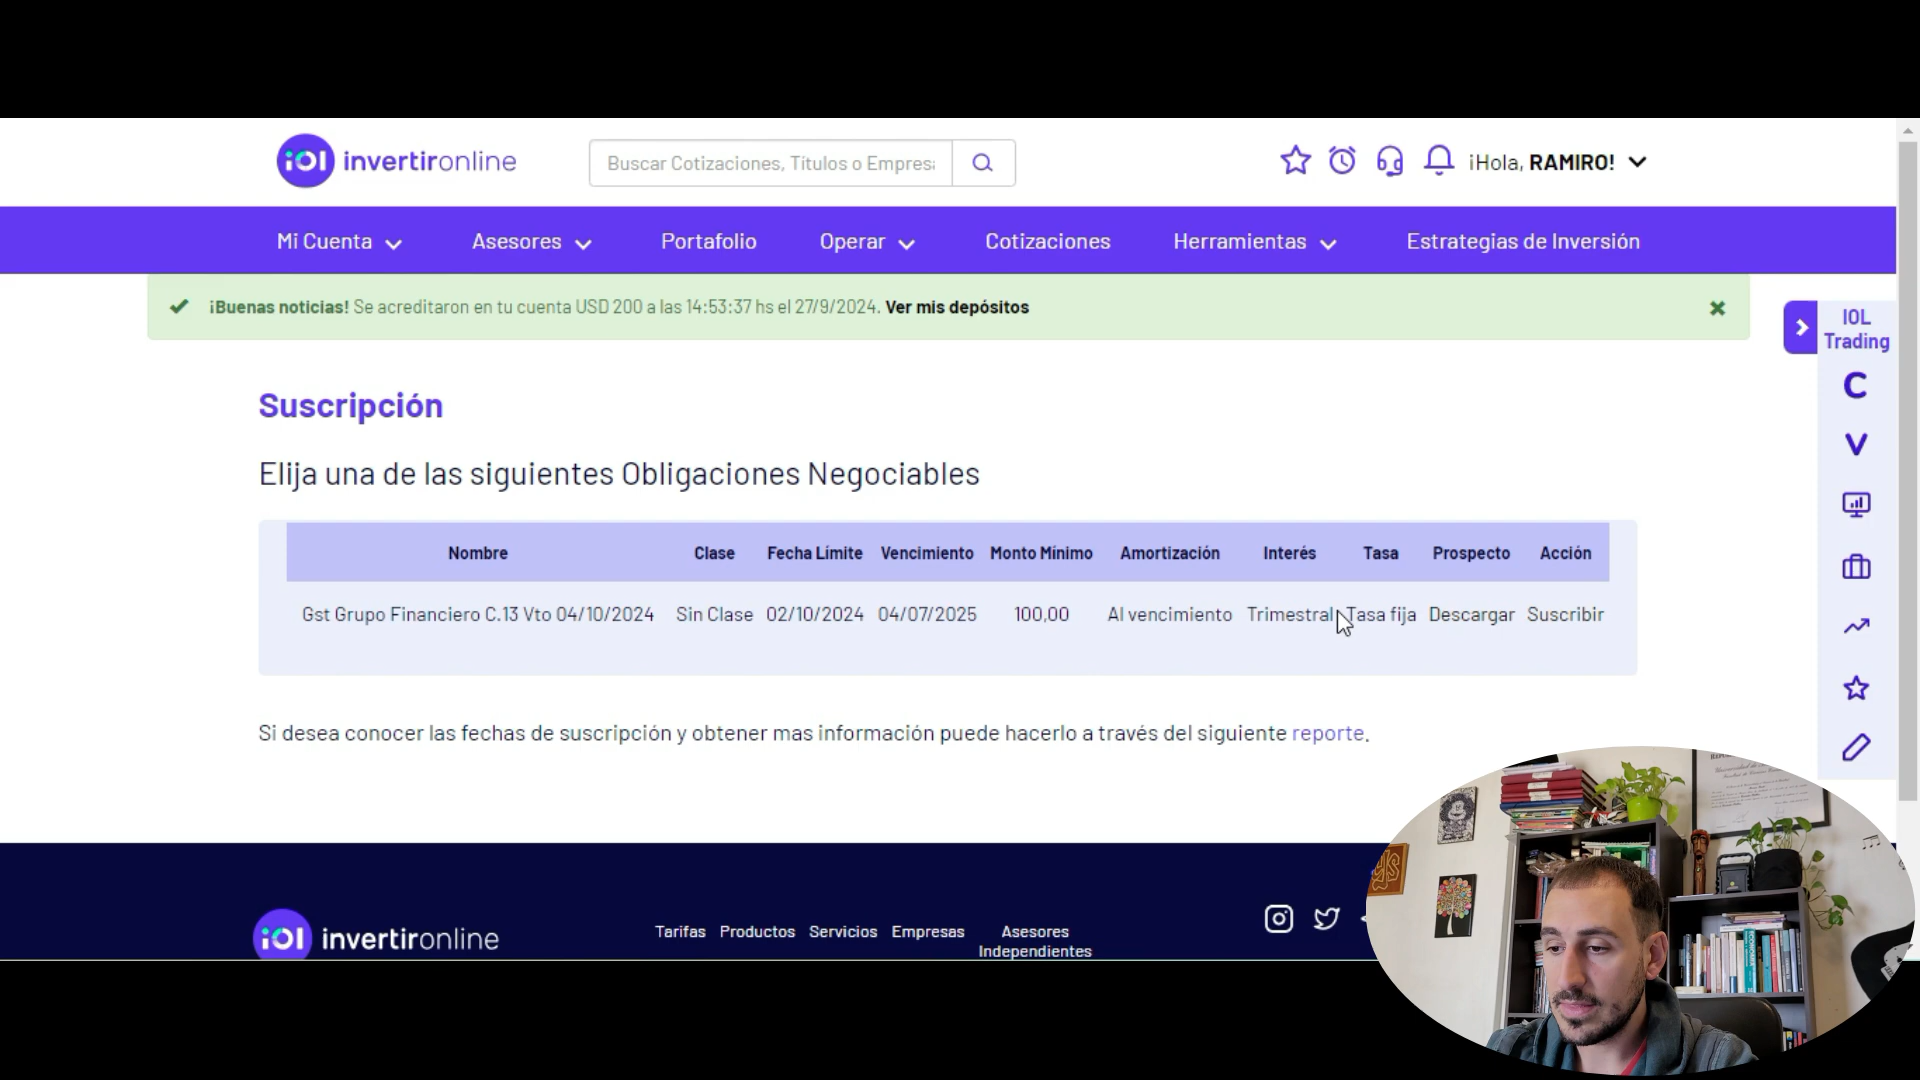 iOl invertironline
Buscar Cotizaciones, Títulos o Empresa
¡Hola, RAMIRO!
Mi Cuenta Asesores Portafolio Operar Cotizaciones Herramientas Estrategias de Inversión
¡Buenas noticias! Se acreditaron en tu cuenta USD 200 a las 14:53:37 hs el 27/9/2024. Ver mis depósitos
IOL
Trading
C
V
Suscripción
Elija una de las siguientes Obligaciones Negociables
Nombre Clase Fecha Límite Vencimiento Monto Mínimo Amortización Interés Tasa Prospecto Acción
Gst Grupo Financiero C.13 Vto 04/10/2024 Sin Clase 02/10/2024 04/07/2025 100,00 Al vencimiento Trimestral Tasa fija Descargar Suscribir
Si desea conocer las fechas de suscripción y obtener mas información puede hacerlo a través del siguiente reporte.
iOl invertironline
Tarifas Productos Servicios Empresas Asesores
Independientes